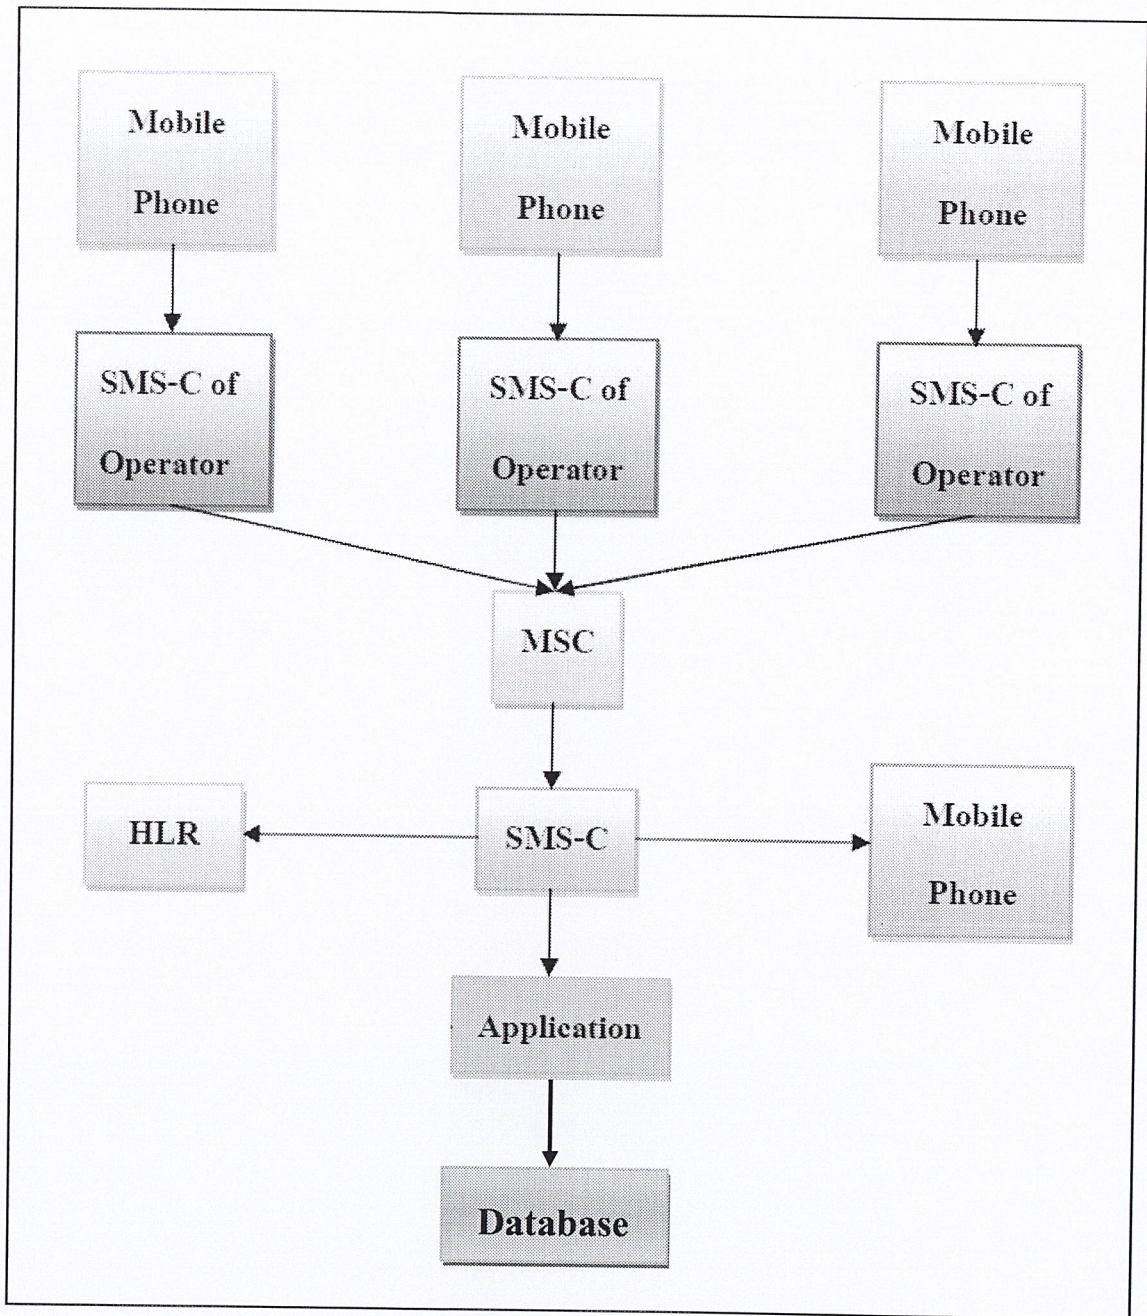 Mobile
Phone
Mobile
Phone
Mobile
Phone
SMS-C of
Operator
SMS-C of
Operator
SMS-C of
Operator
MSC
HLR
SMS-C
Mobile
Phone
Application
Database